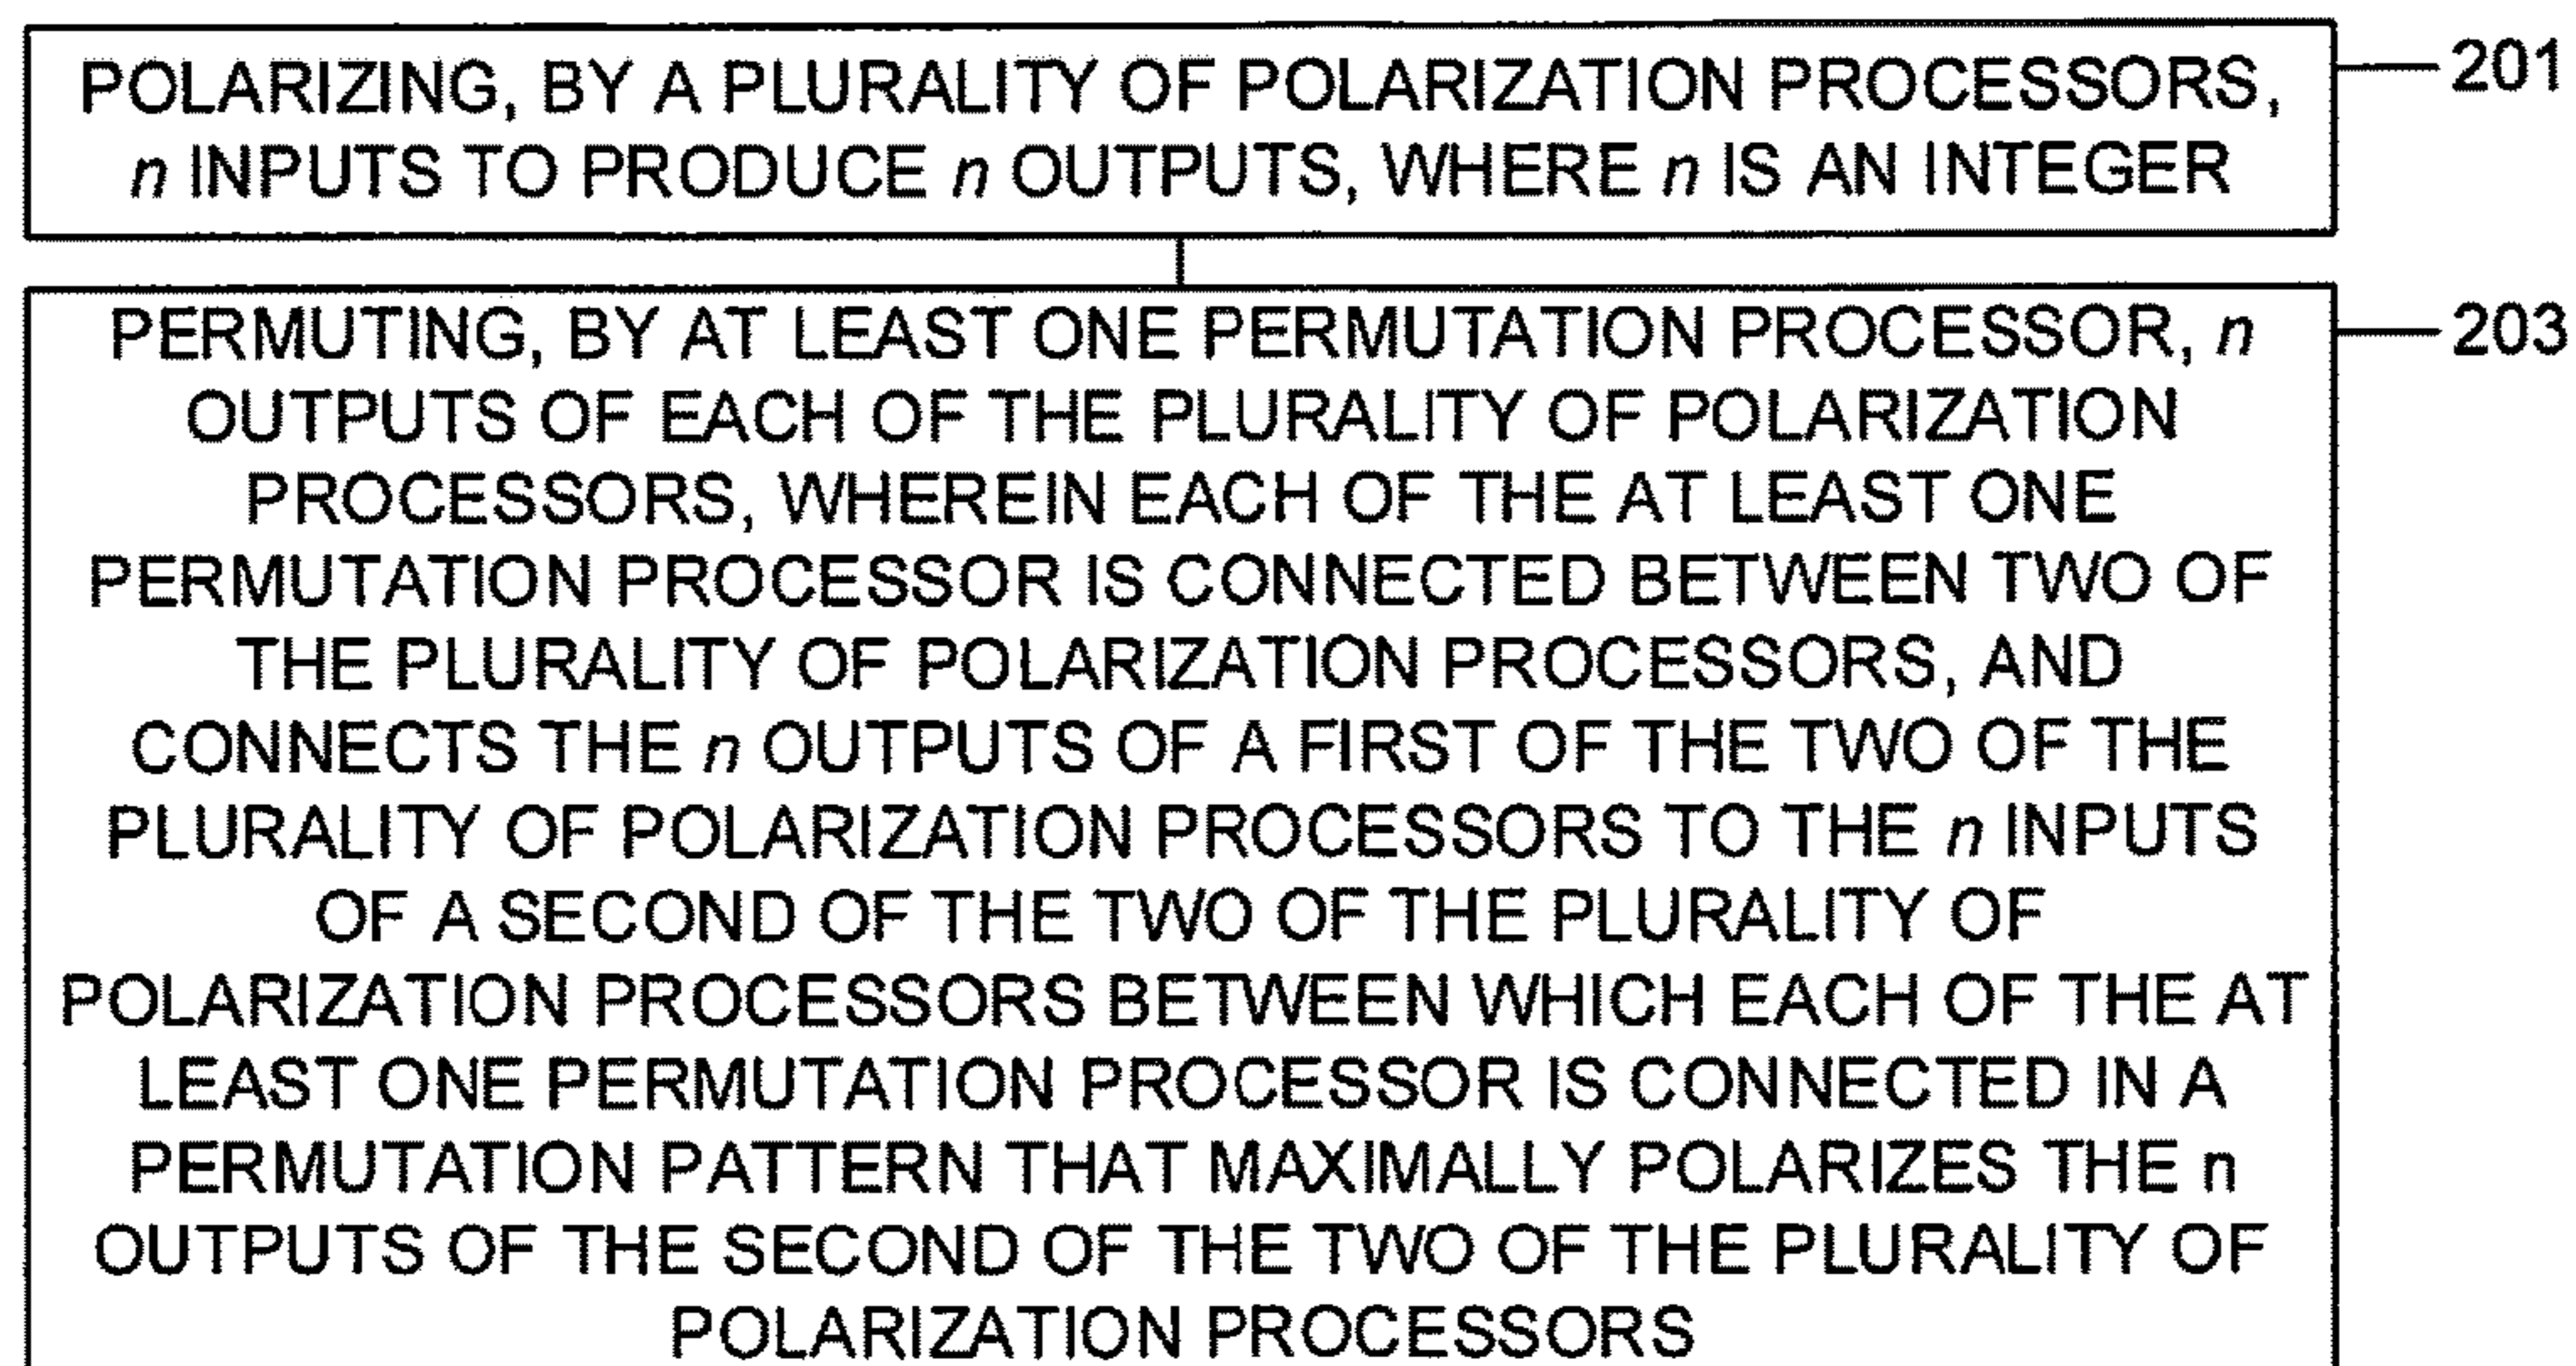 POLARIZING, BY A PLURALITY OF POLARIZATION PROCESSORS,
n INPUTS TO PRODUCE n OUTPUTS, WHERE n IS AN INTEGER
201
PERMUTING, BY AT LEAST ONE PERMUTATION PROCESSOR, n
OUTPUTS OF EACH OF THE PLURALITY OF POLARIZATION
PROCESSORS, WHEREIN EACH OF THE AT LEAST ONE
PERMUTATION PROCESSOR IS CONNECTED BETWEEN TWO OF
THE PLURALITY OF POLARIZATION PROCESSORS, AND
CONNECTS THE n OUTPUTS OF A FIRST OF THE TWO OF THE
PLURALITY OF POLARIZATION PROCESSORS TO THE n INPUTS
OF A SECOND OF THE TWO OF THE PLURALITY OF
POLARIZATION PROCESSORS BETWEEN WHICH EACH OF THE AT
LEAST ONE PERMUTATION PROCESSOR IS CONNECTED IN A
PERMUTATION PATTERN THAT MAXIMALLY POLARIZES THE n
OUTPUTS OF THE SECOND OF THE TWO OF THE PLURALITY OF
POLARIZATION PROCESSORS
203